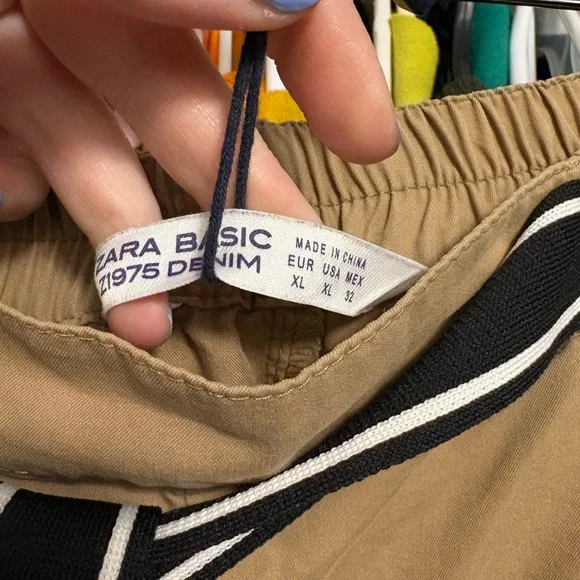 ZARA BASIC
Z1975 DENIM
MADE IN CHINA
EUR USA MEX
XL XL 32